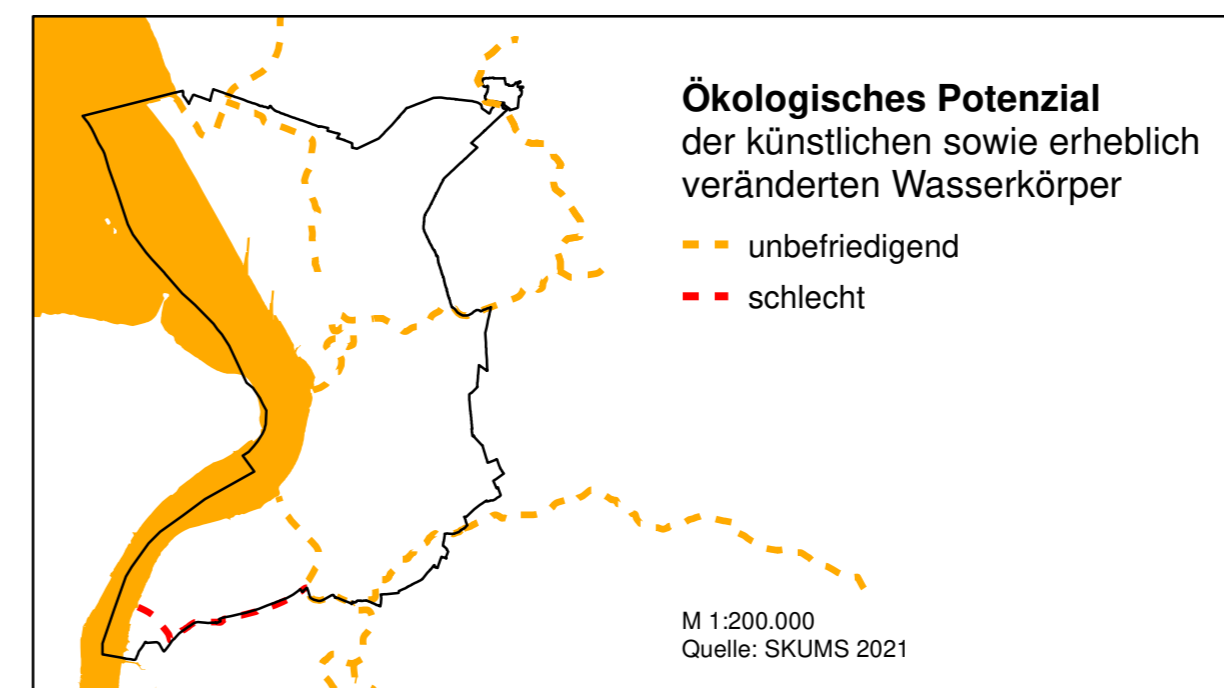 Ökologisches Potenzial
der künstlichen sowie erheblich
veränderten Wasserkörper
unbefriedigend
schlecht
M 1:200.000
Quelle: SKUMS 2021